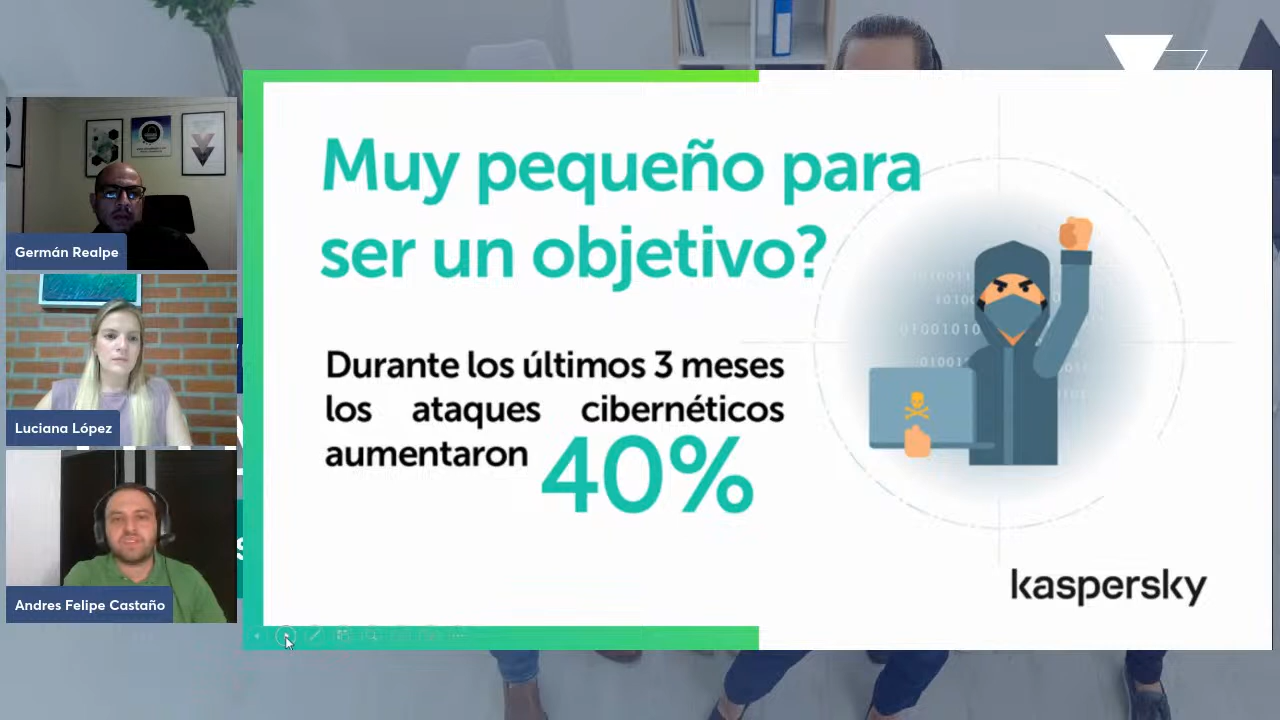 Germán Realpe
Luciana López
Andres Felipe Castaño
Muy pequeño para
ser un objetivo?
Durante los últimos 3 meses
los ataques cibernéticos
aumentaron 40%
01001010
kaspersky